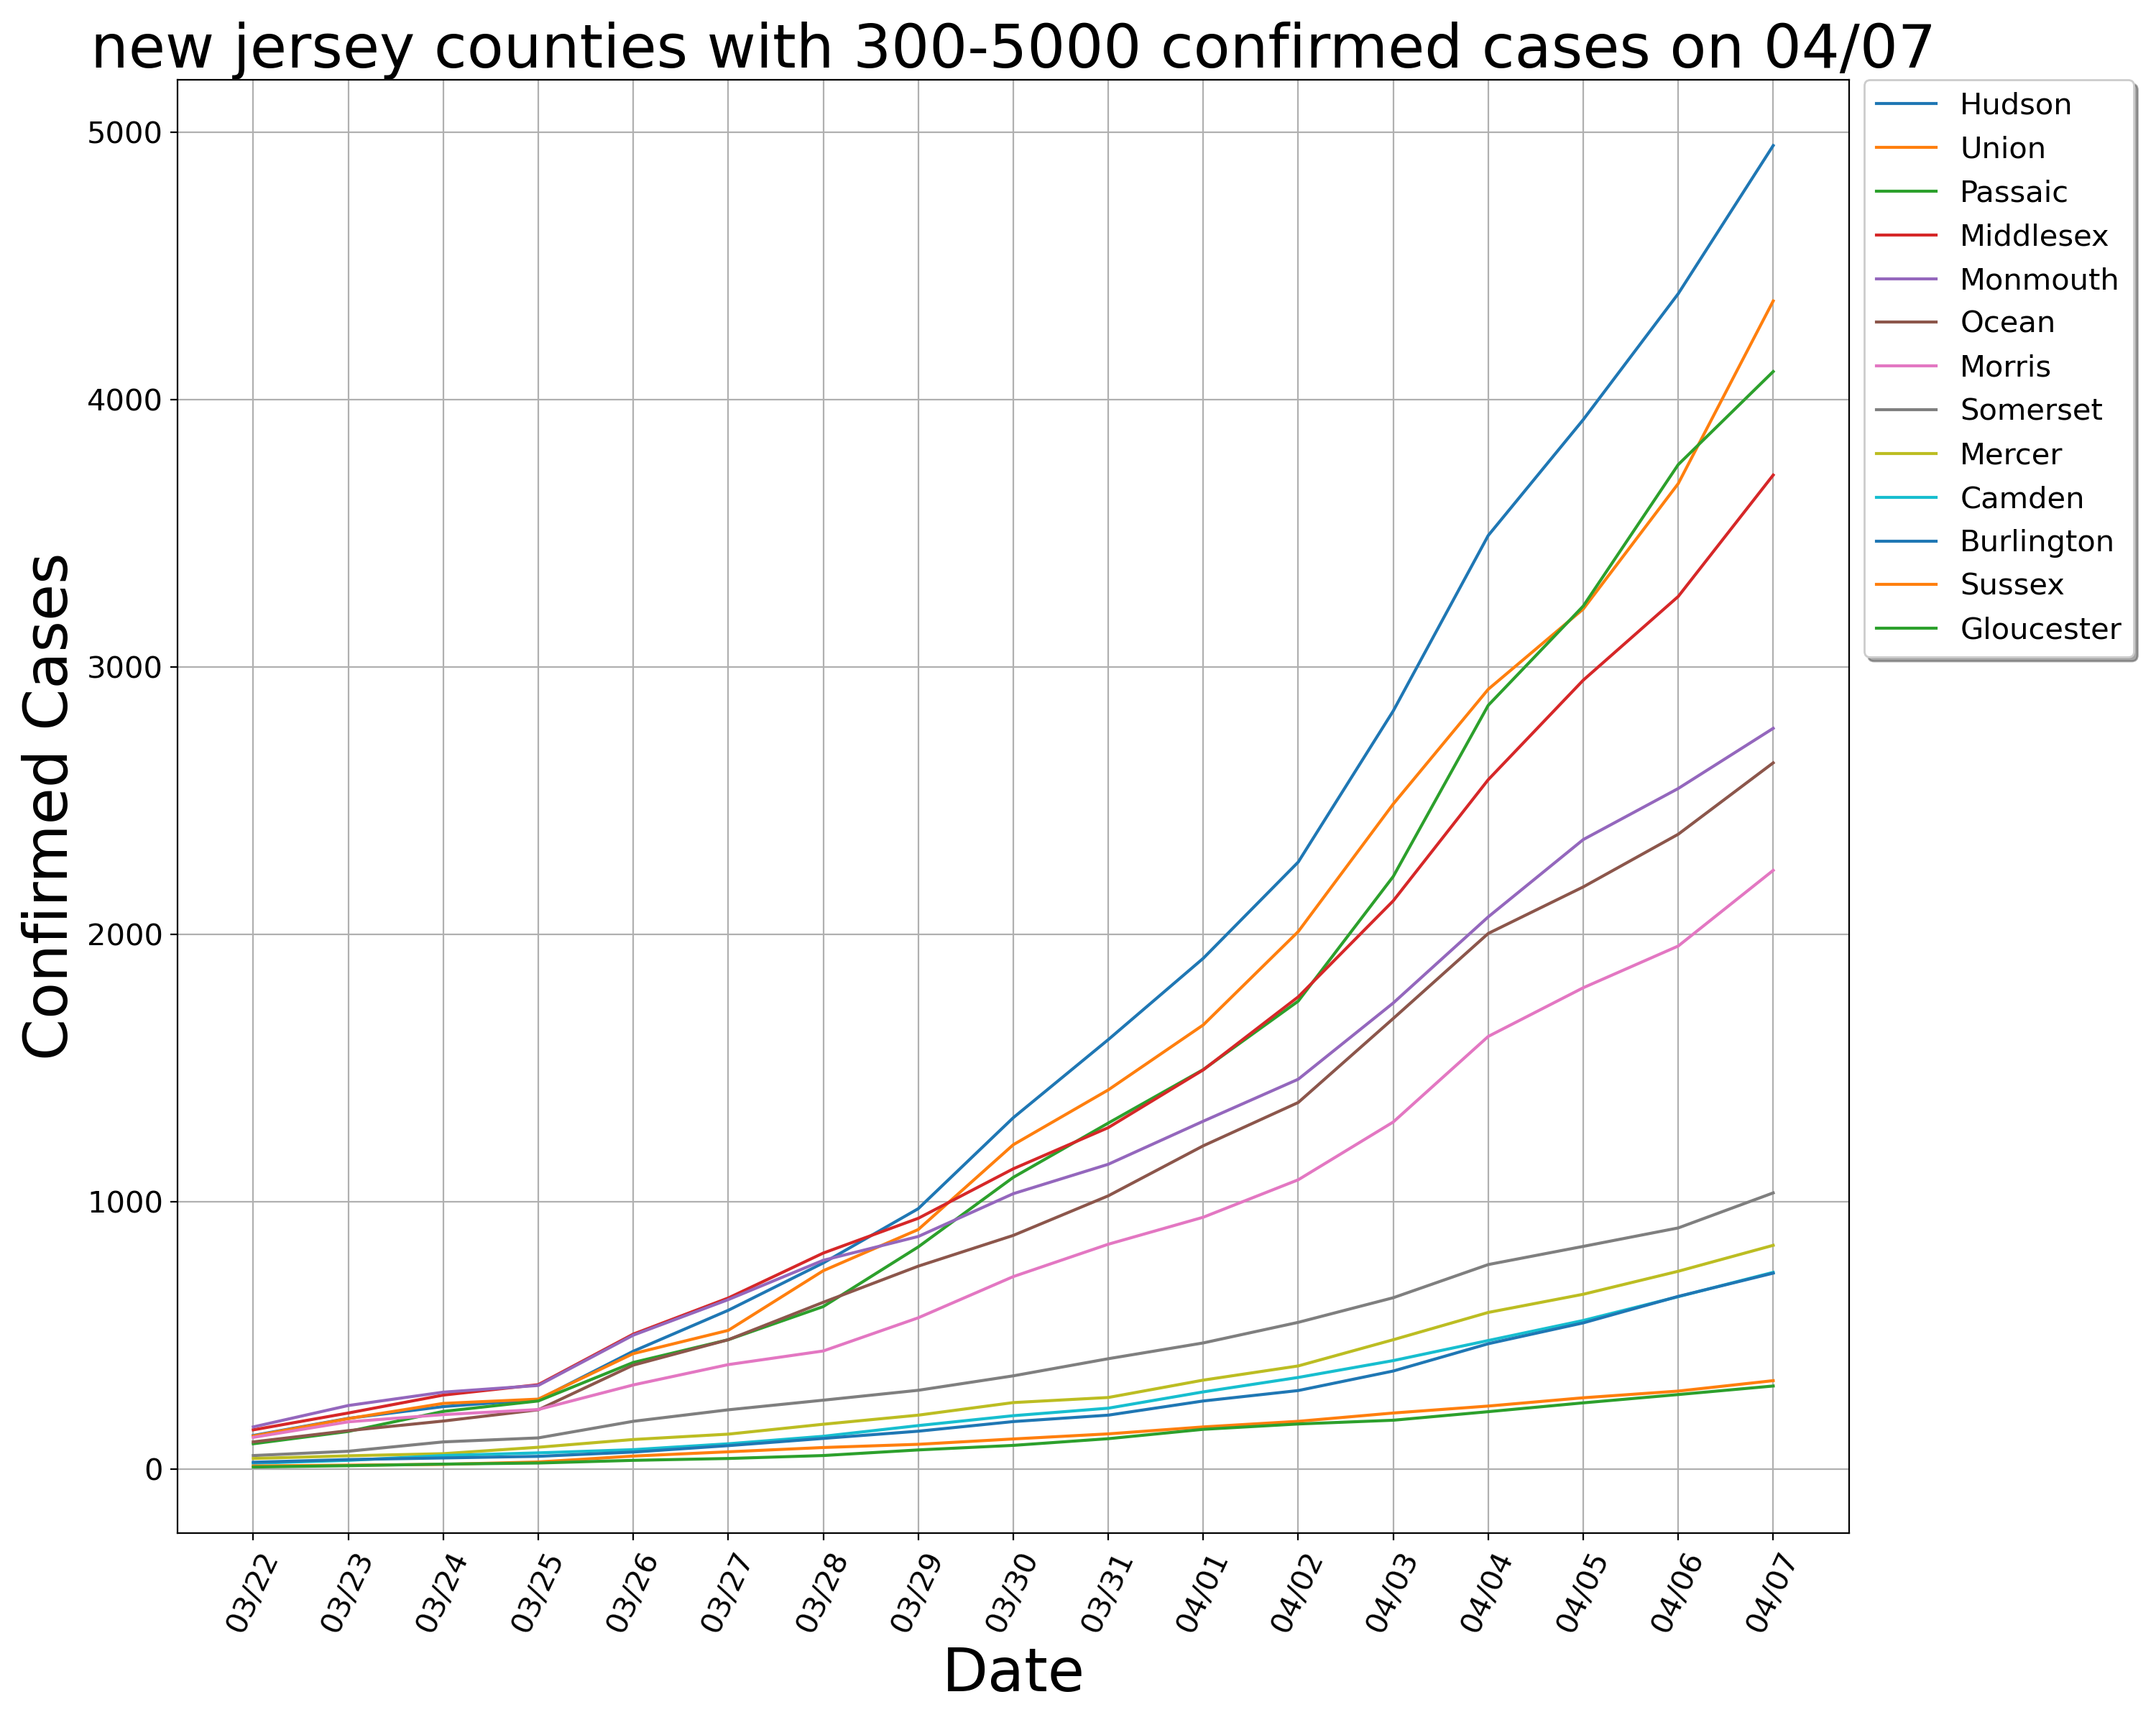 new jersey counties with 300-5000 confirmed cases on 04/07
Hudson
Union
Passaic
Middlesex
Monmouth
Ocean
Morris
Somerset
Mercer
Camden
Burlington
Sussex
Gloucester
Confirmed Cases
5000
4000
3000
2000
1000
0
03/22
03/23
03/24
03/25
03/26
03/27
03/28
03/29
03/30
03/31
04/01
04/02
04/03
04/04
04/05
04/06
04/07
Date